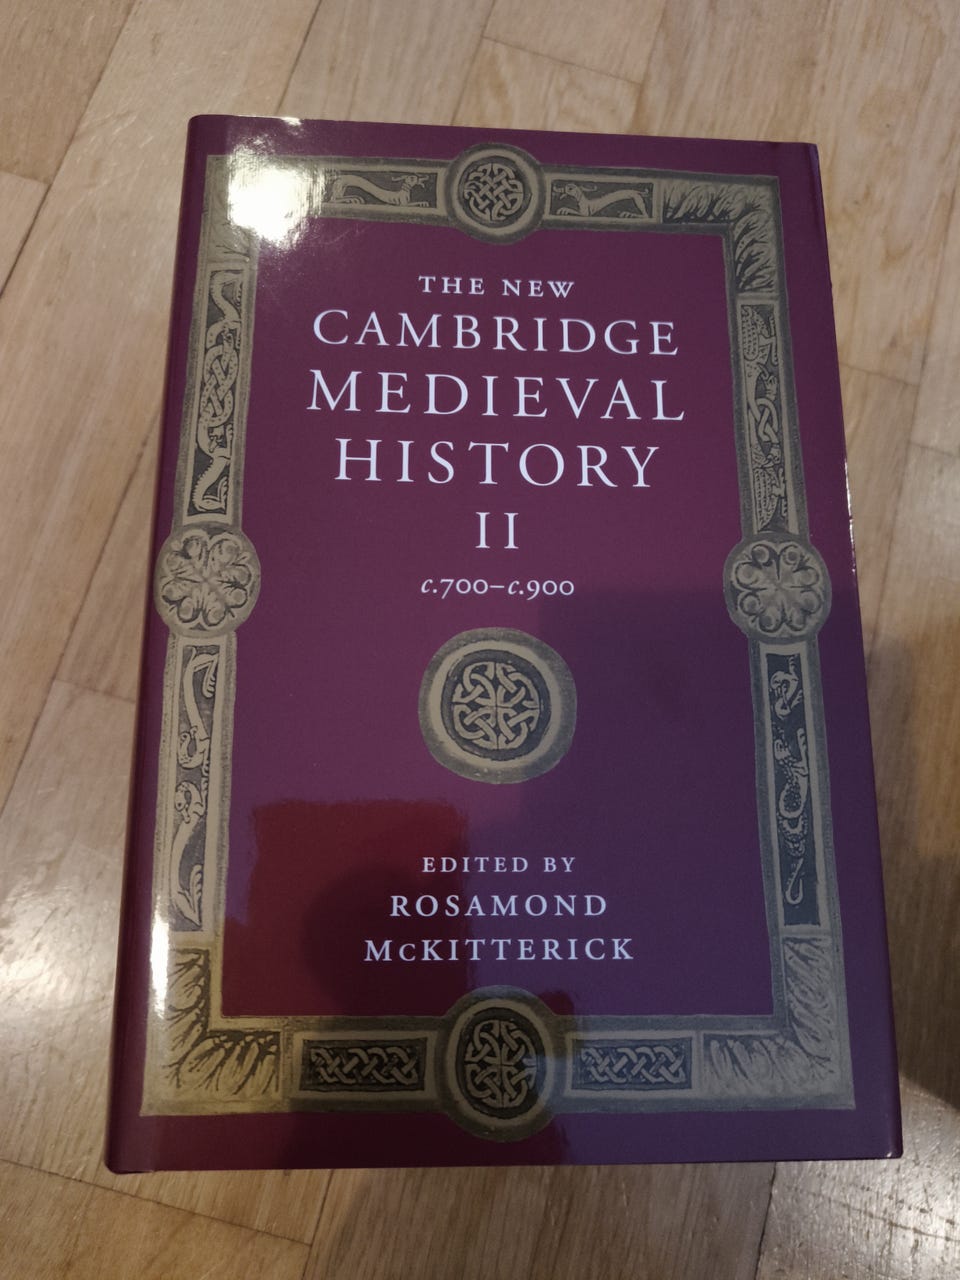 THE NEW
CAMBRIDGE
MEDIEVAL
HISTORY
II
c.700–c.900
EDITED BY
ROSAMOND
McKITTERICK